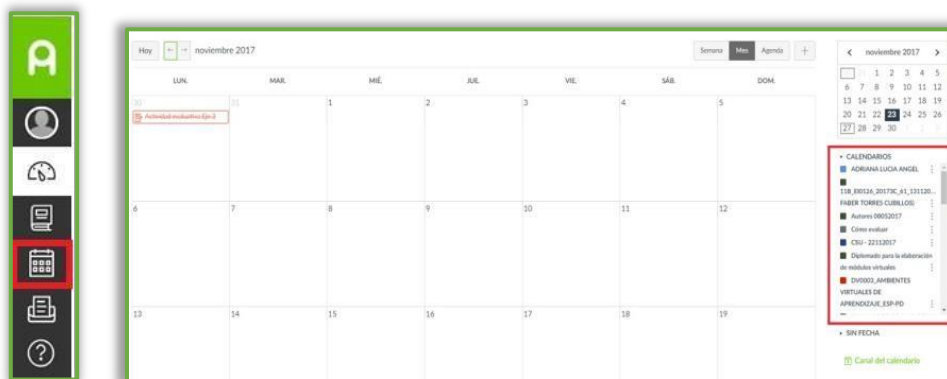 Hoy ← → noviembre 2017
Semana Mes Agenda +
LUN. MAR. MIÉ. JUE. VIE. SÁB. DOM.
30 31 1 2 3 4 5
Actividad evaluativa Eje 3
6 7 8 9 10 11 12
13 14 15 16 17 18 19
< noviembre 2017 >
1 2 3 4 5
6 7 8 9 10 11 12
13 14 15 16 17 18 19
20 21 22 23 24 25 26
27 28 29 30
CALENDARIOS
ADRIANA LUCIA ANGEL
FABER TORRES CUBILLOS)
Autores 08052017
Cómo evaluar
CSU - 22112017
Diplomado para la elaboración
de módulos virtuales
DV0003_AMBIENTES
VIRTUALES DE
APRENDIZAJE_ESP-PD
SIN FECHA
Canal del calendario